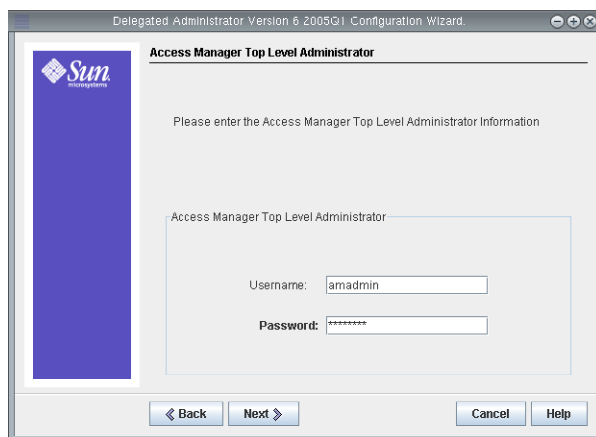 Delegated Administrator Version 6 2005Q1 Configuration Wizard.
Sun
microsystems
Access Manager Top Level Administrator
Please enter the Access Manager Top Level Administrator Information
Access Manager Top Level Administrator
Username: amadmin
Password: ********
Back Next Cancel Help